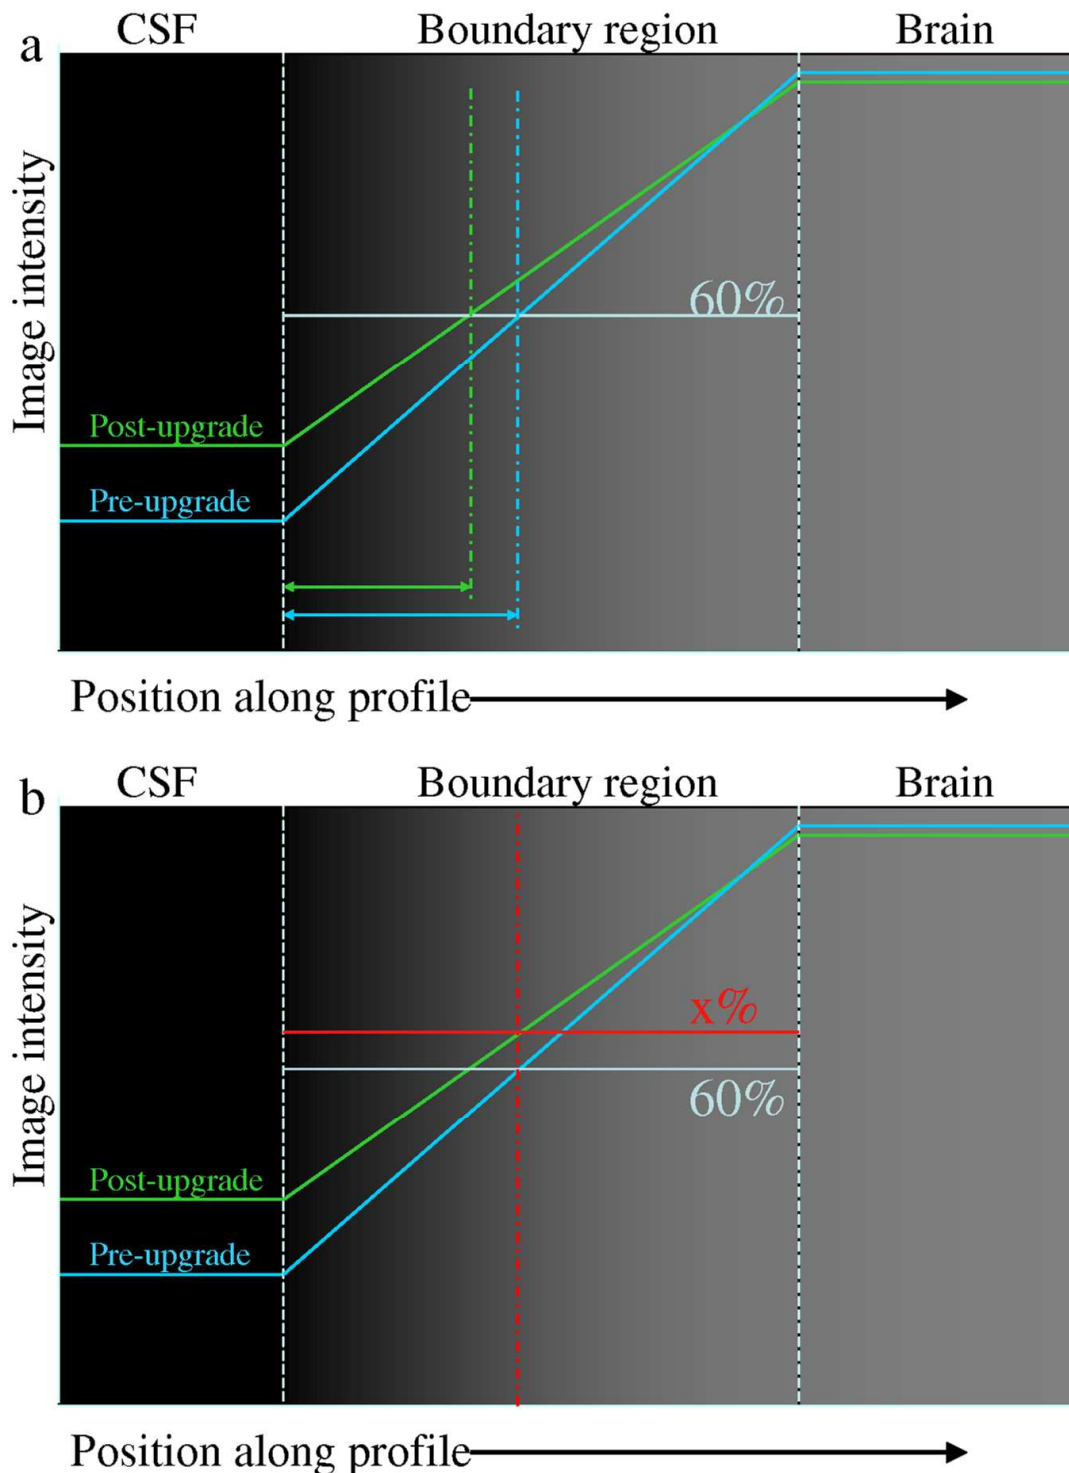 a
CSF Boundary region Brain
Image intensity
60%
Post-upgrade
Pre-upgrade
Position along profile
b
CSF Boundary region Brain
Image intensity
x%
60%
Post-upgrade
Pre-upgrade
Position along profile